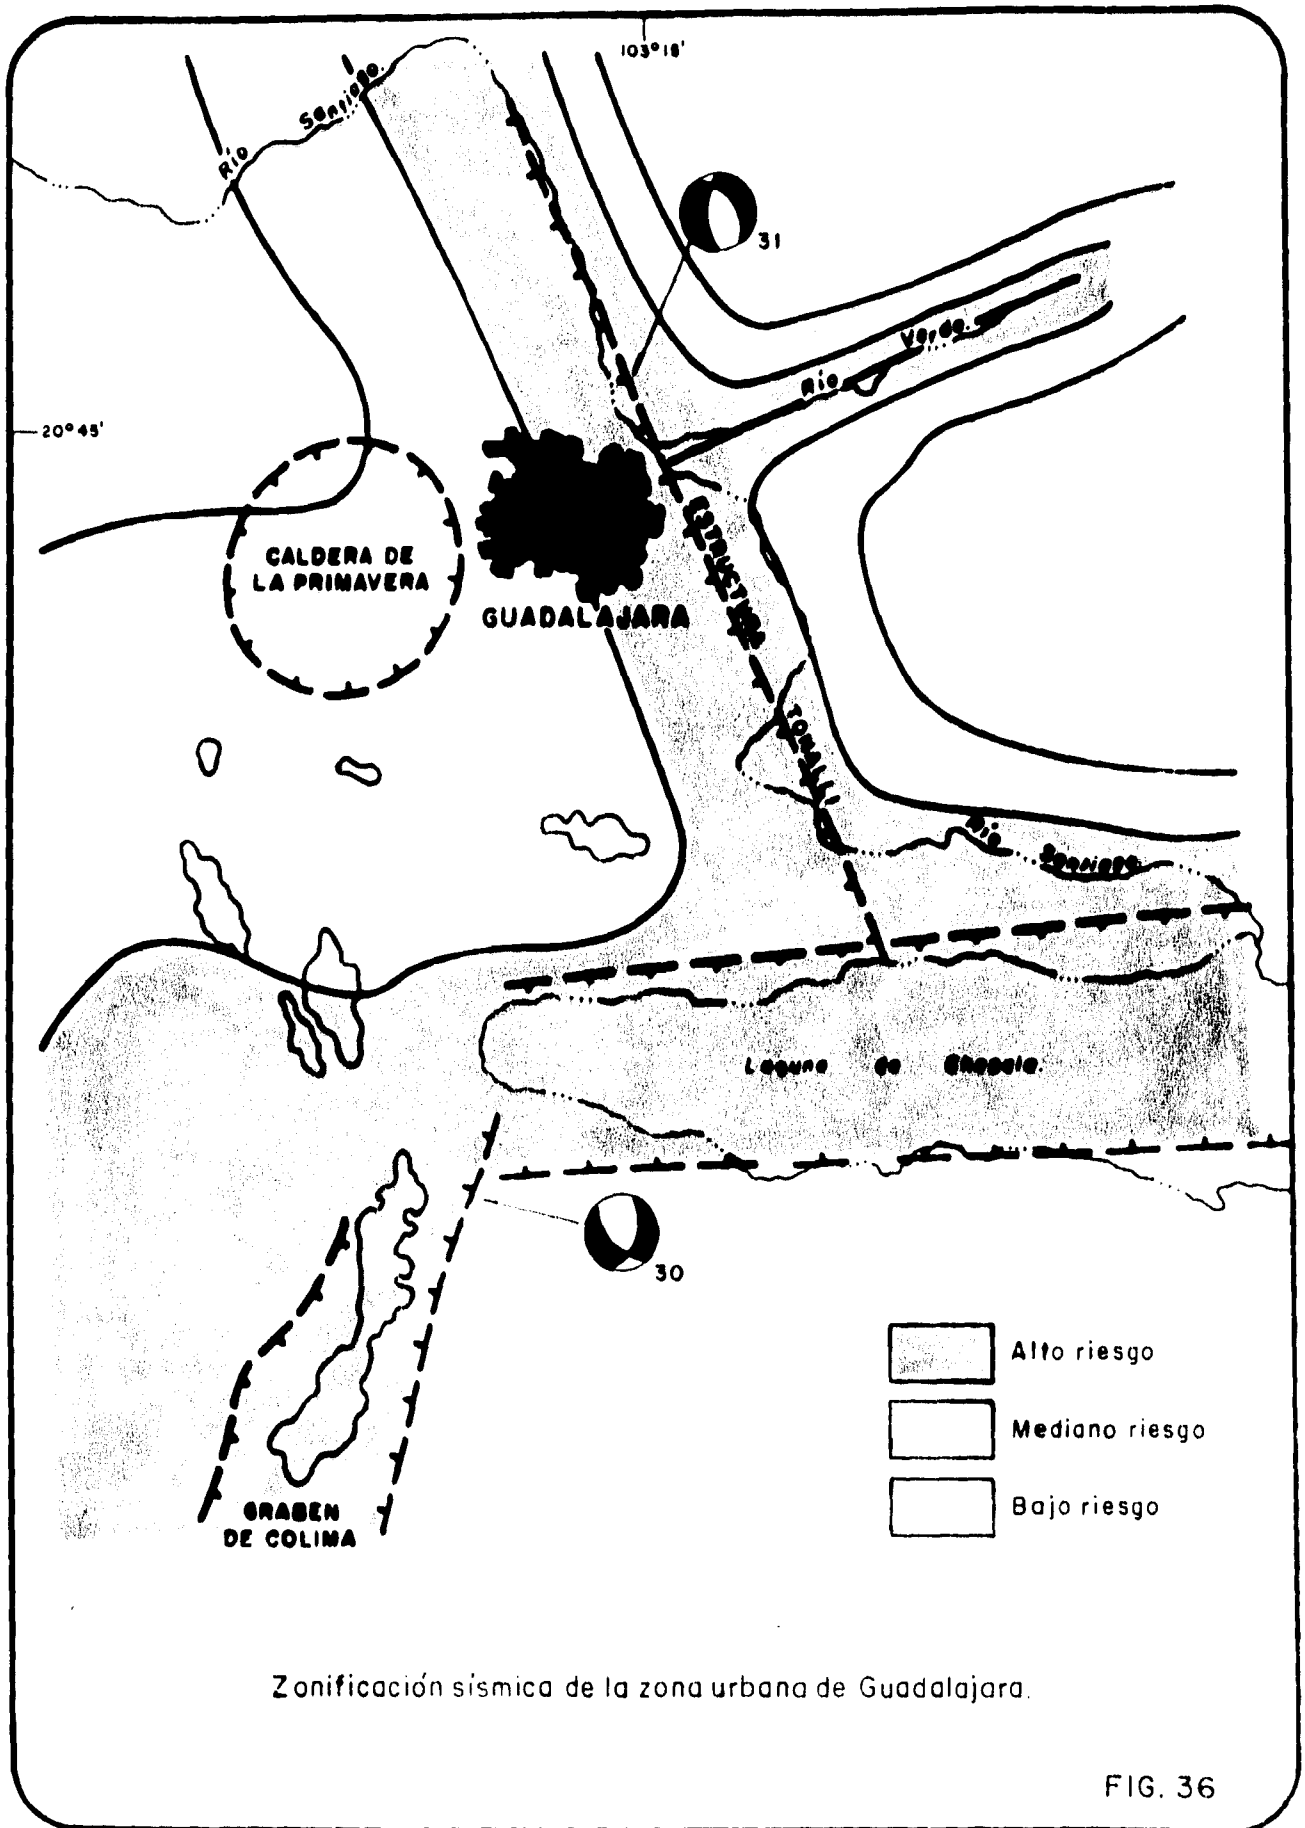 103°18'
Río Santiago.
31
Río Verde.
20°45'
CALDERA DE
LA PRIMAVERA
GUADALAJARA
ESTRUCTURA TONALLI
Río Santiago.
Laguna de Chapala.
30
Alto riesgo
Mediano riesgo
Bajo riesgo
GRABEN
DE COLIMA
Zonificación sísmica de la zona urbana de Guadalajara.
FIG. 36